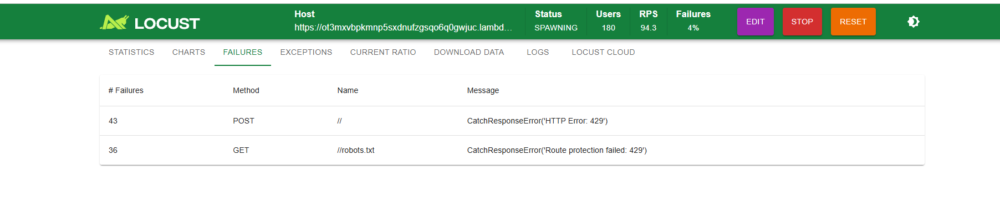 LOCUST
Host
https://ot3mxvbpkmnp5sxdnufzgsqo6q0gwjuc.lambd...
Status
SPAWNING
Users
180
RPS
94.3
Failures
4%
EDIT
STOP
RESET
STATISTICS CHARTS FAILURES EXCEPTIONS CURRENT RATIO DOWNLOAD DATA LOGS LOCUST CLOUD
# Failures Method Name Message
43 POST // CatchResponseError('HTTP Error: 429')
36 GET //robots.txt CatchResponseError('Route protection failed: 429')